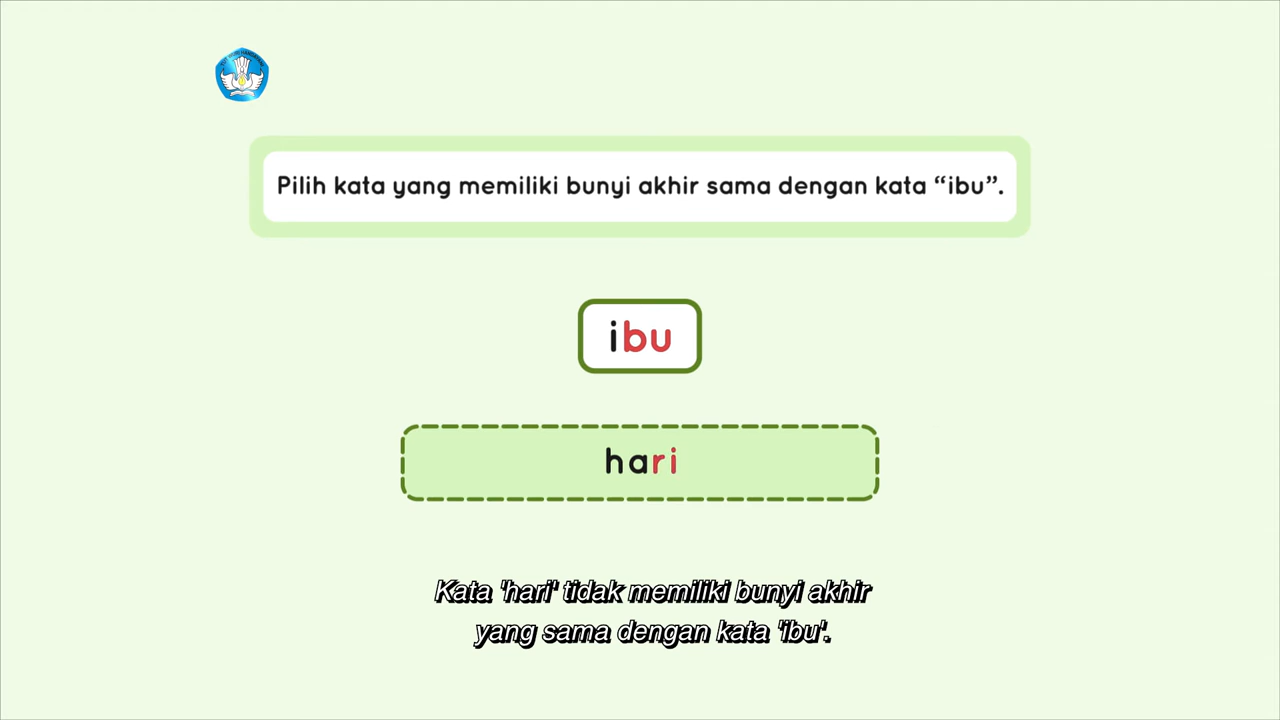 Pilih kata yang memiliki bunyi akhir sama dengan kata “ibu”.
ibu
hari
Kata 'hari' tidak memiliki bunyi akhir
yang sama dengan kata 'ibu'.